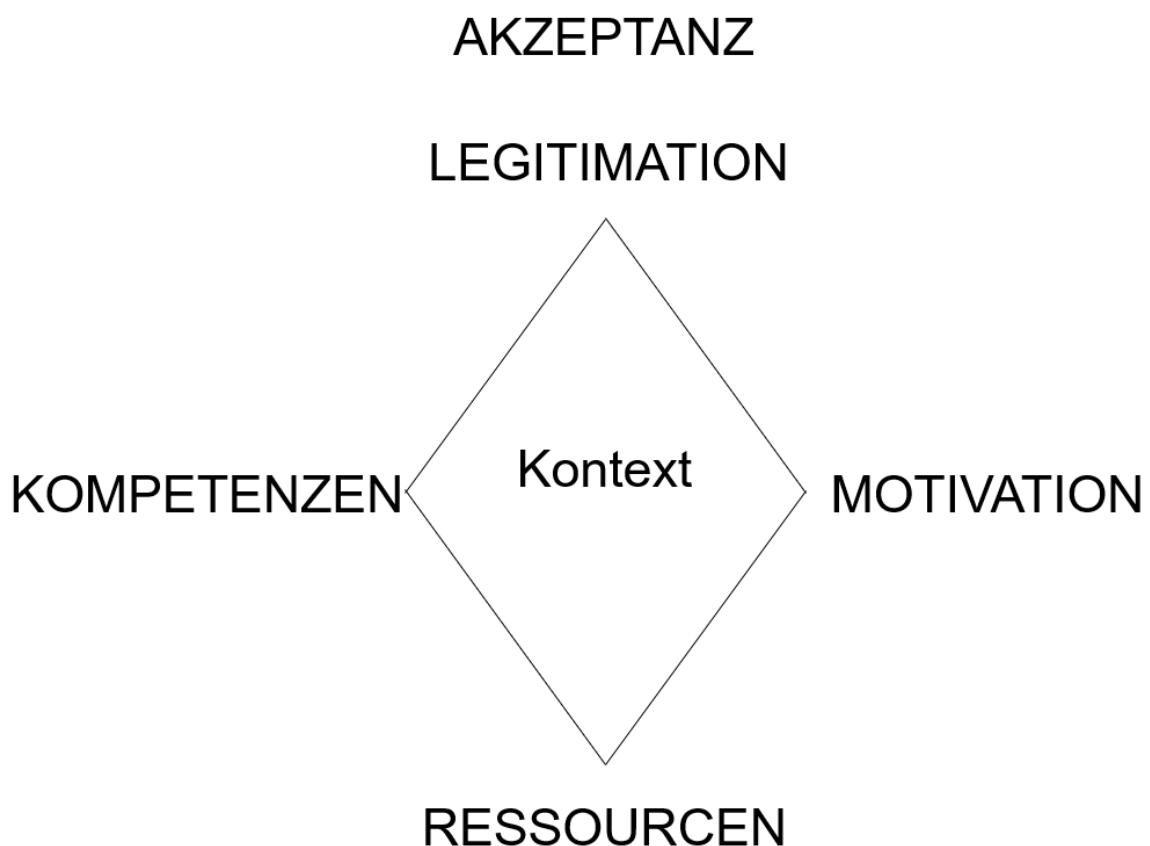 AKZEPTANZ
LEGITIMATION
Kontext
KOMPETENZEN
MOTIVATION
RESSOURCEN